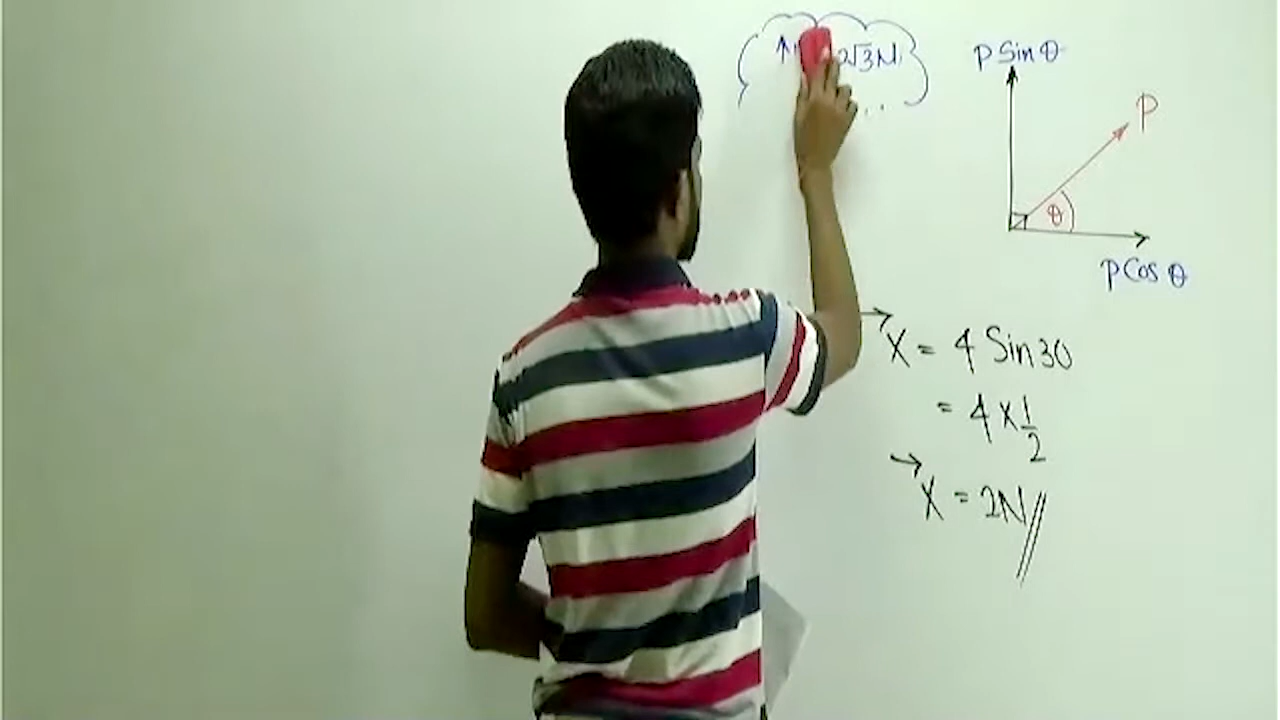 ↑ 2√3N
P Sin θ
P
θ
P Cos θ
→
X = 4 Sin 30
= 4 × 1/2
→
X = 2N//